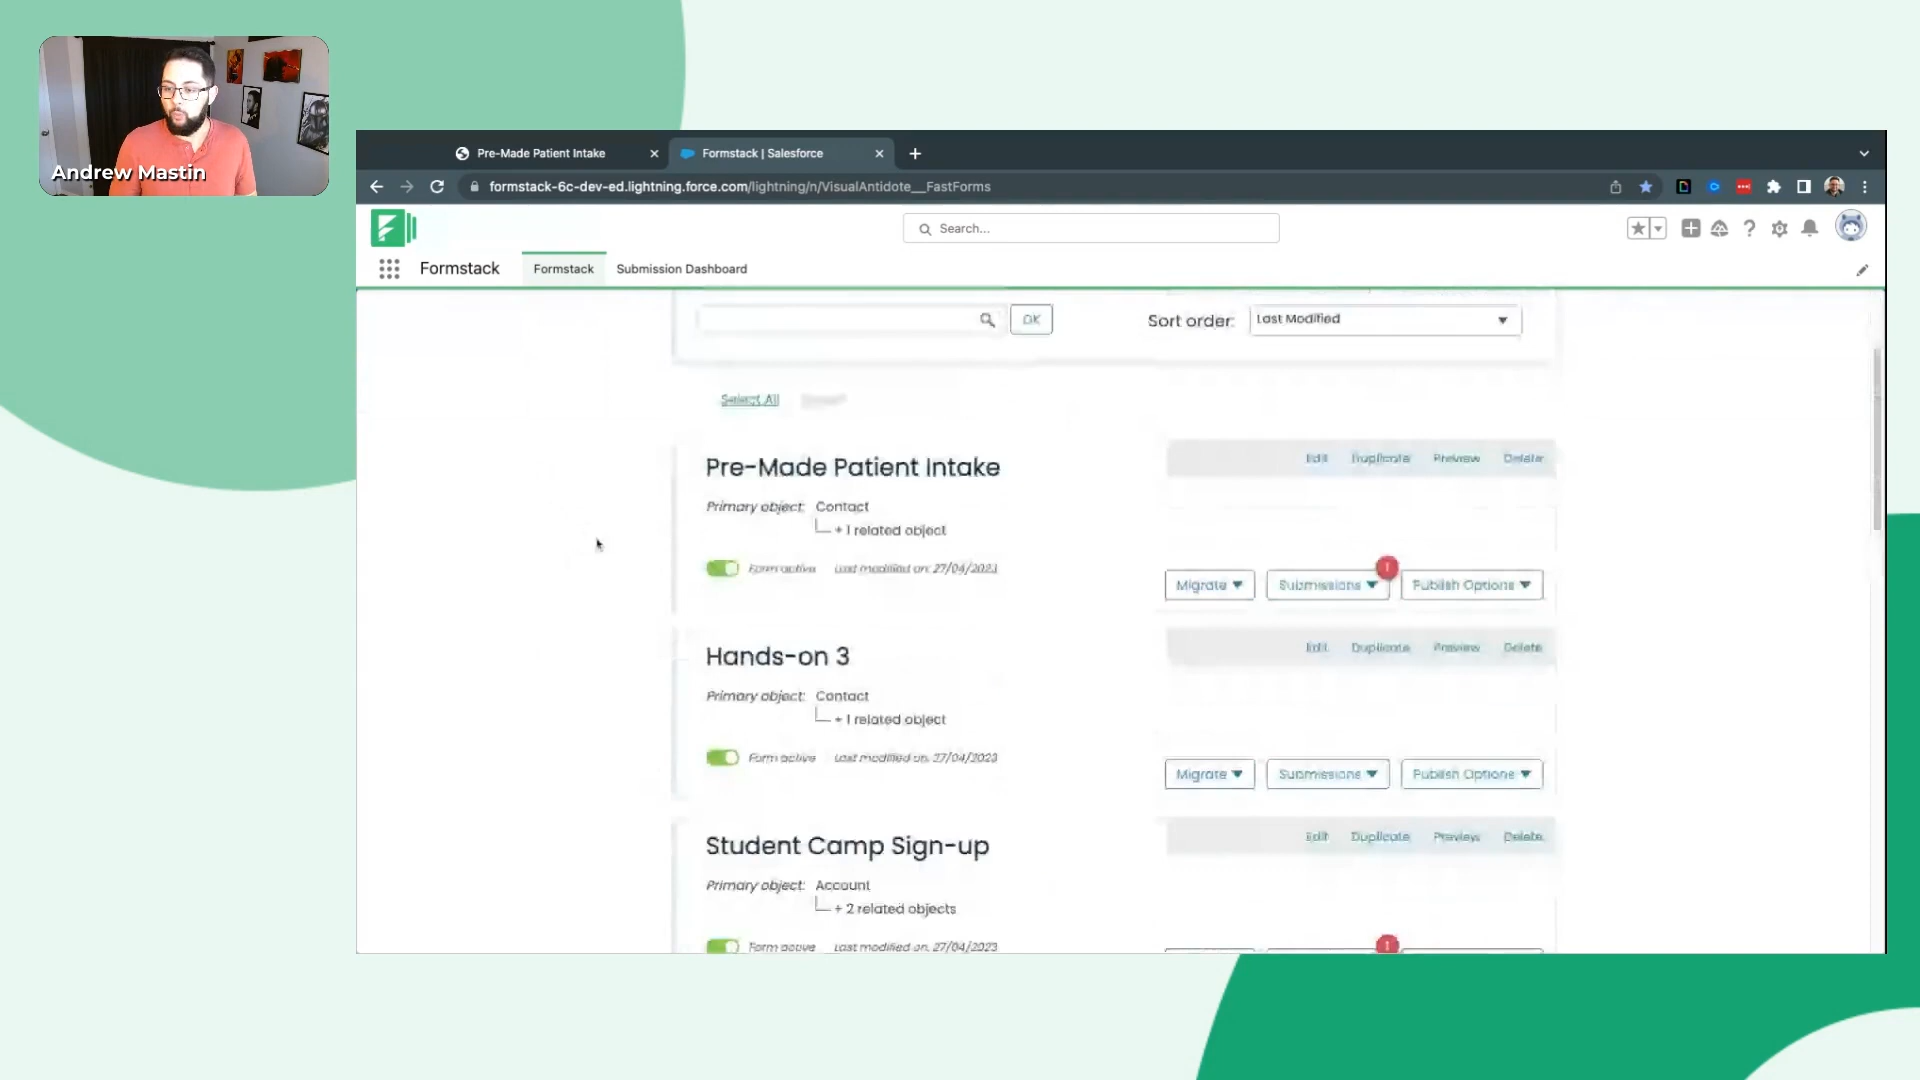 Andrew Mastin
Pre-Made Patient Intake
Formstack | Salesforce
formstack-6c-dev-ed.lightning.force.com/lightning/n/VisualAntidote__FastForms
Search...
Formstack
Formstack
Submission Dashboard
OK
Sort order:
Last Modified
Select All
Pre-Made Patient Intake
Edit Duplicate Preview Delete
Primary object: Contact
+ 1 related object
Form active Last modified on: 27/04/2023
Migrate
Submissions
1
Publish Options
Hands-on 3
Edit Duplicate Preview Delete
Primary object: Contact
+ 1 related object
Form active Last modified on: 27/04/2023
Migrate
Submissions
Publish Options
Student Camp Sign-up
Edit Duplicate Preview Delete
Primary object: Account
+ 2 related objects
Form active Last modified on: 27/04/2023
1